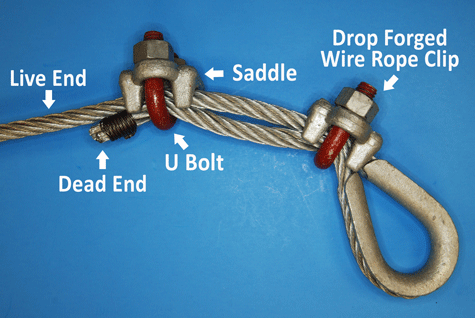 Drop Forged
Wire Rope Clip
Live End
Saddle
Dead End
U Bolt